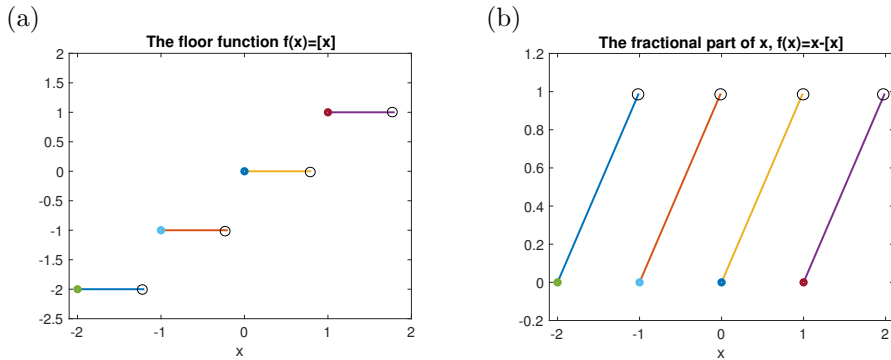 (a)
The floor function f(x)=[x]
2
1.5
1
0.5
0
-0.5
-1
-1.5
-2
-2.5
-2 -1 0 1 2
x
(b)
The fractional part of x, f(x)=x-[x]
1.2
1
0.8
0.6
0.4
0.2
0
-0.2
-2 -1 0 1 2
x